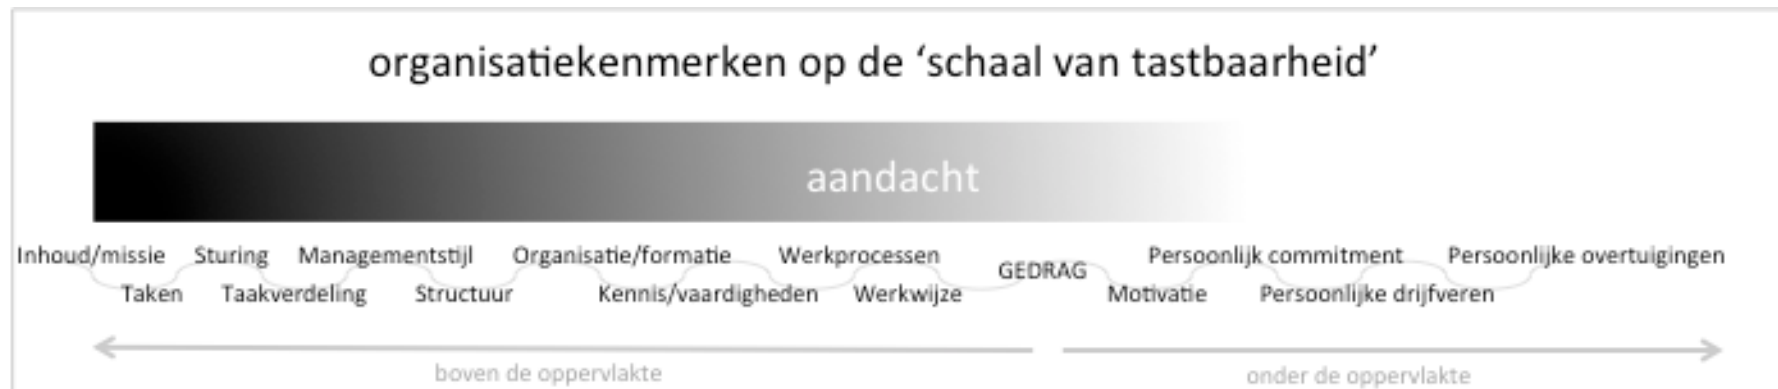 organisatiekenmerken op de ‘schaal van tastbaarheid’
aandacht
Inhoud/missie Sturing Managementstijl Organisatie/formatie Werkprocessen GEDRAG Persoonlijk commitment Persoonlijke overtuigingen
Taken Taakverdeling Structuur Kennis/vaardigheden Werkwijze Motivatie Persoonlijke drijfveren
boven de oppervlakte onder de oppervlakte